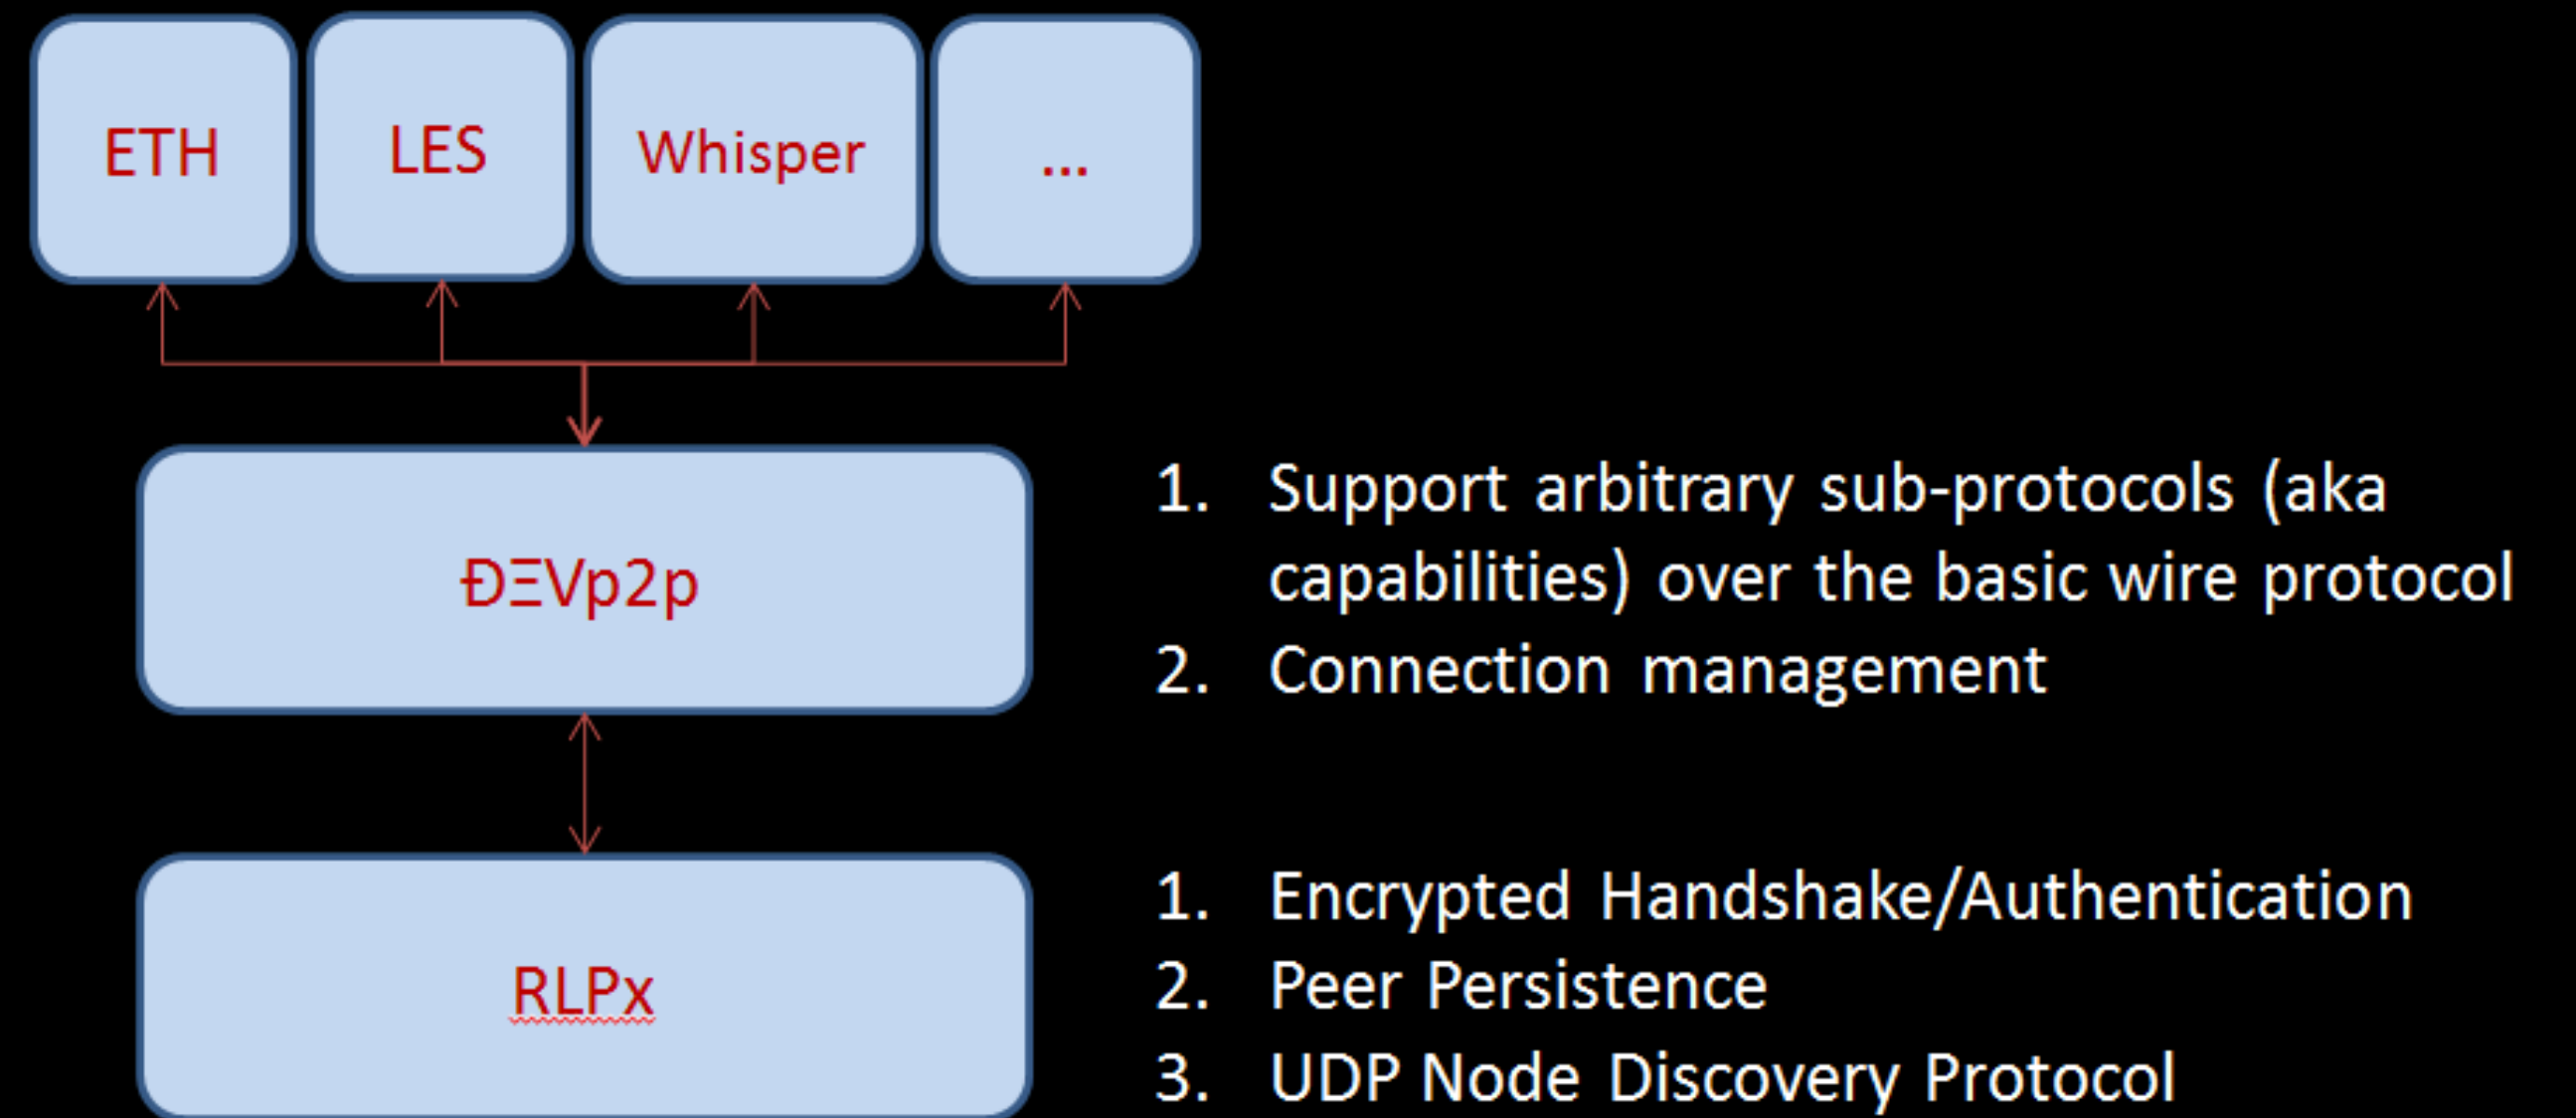 ETH
LES
Whisper
...
ÐΞVp2p
1. Support arbitrary sub-protocols (aka
capabilities) over the basic wire protocol
2. Connection management
RLPx
1. Encrypted Handshake/Authentication
2. Peer Persistence
3. UDP Node Discovery Protocol